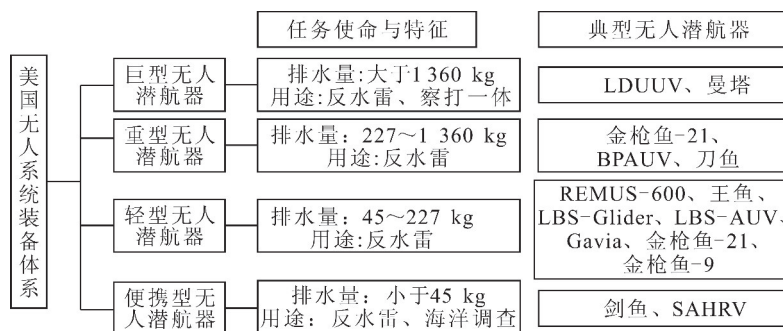 任务使命与特征
典型无人潜航器
美国无人系统装备体系
巨型无人
潜航器
排水量:大于1 360 kg
用途:反水雷、察打一体
LDUUV、曼塔
重型无人
潜航器
排水量：227～1 360 kg
用途:反水雷
金枪鱼-21、
BPAUV、刀鱼
轻型无人
潜航器
排水量：45～227 kg
用途:反水雷
REMUS-600、王鱼、
LBS-Glider、LBS-AUV、
Gavia、金枪鱼-21、
金枪鱼-9
便携型无
人潜航器
排水量：小于45 kg
用途：反水雷、海洋调查
剑鱼、SAHRV